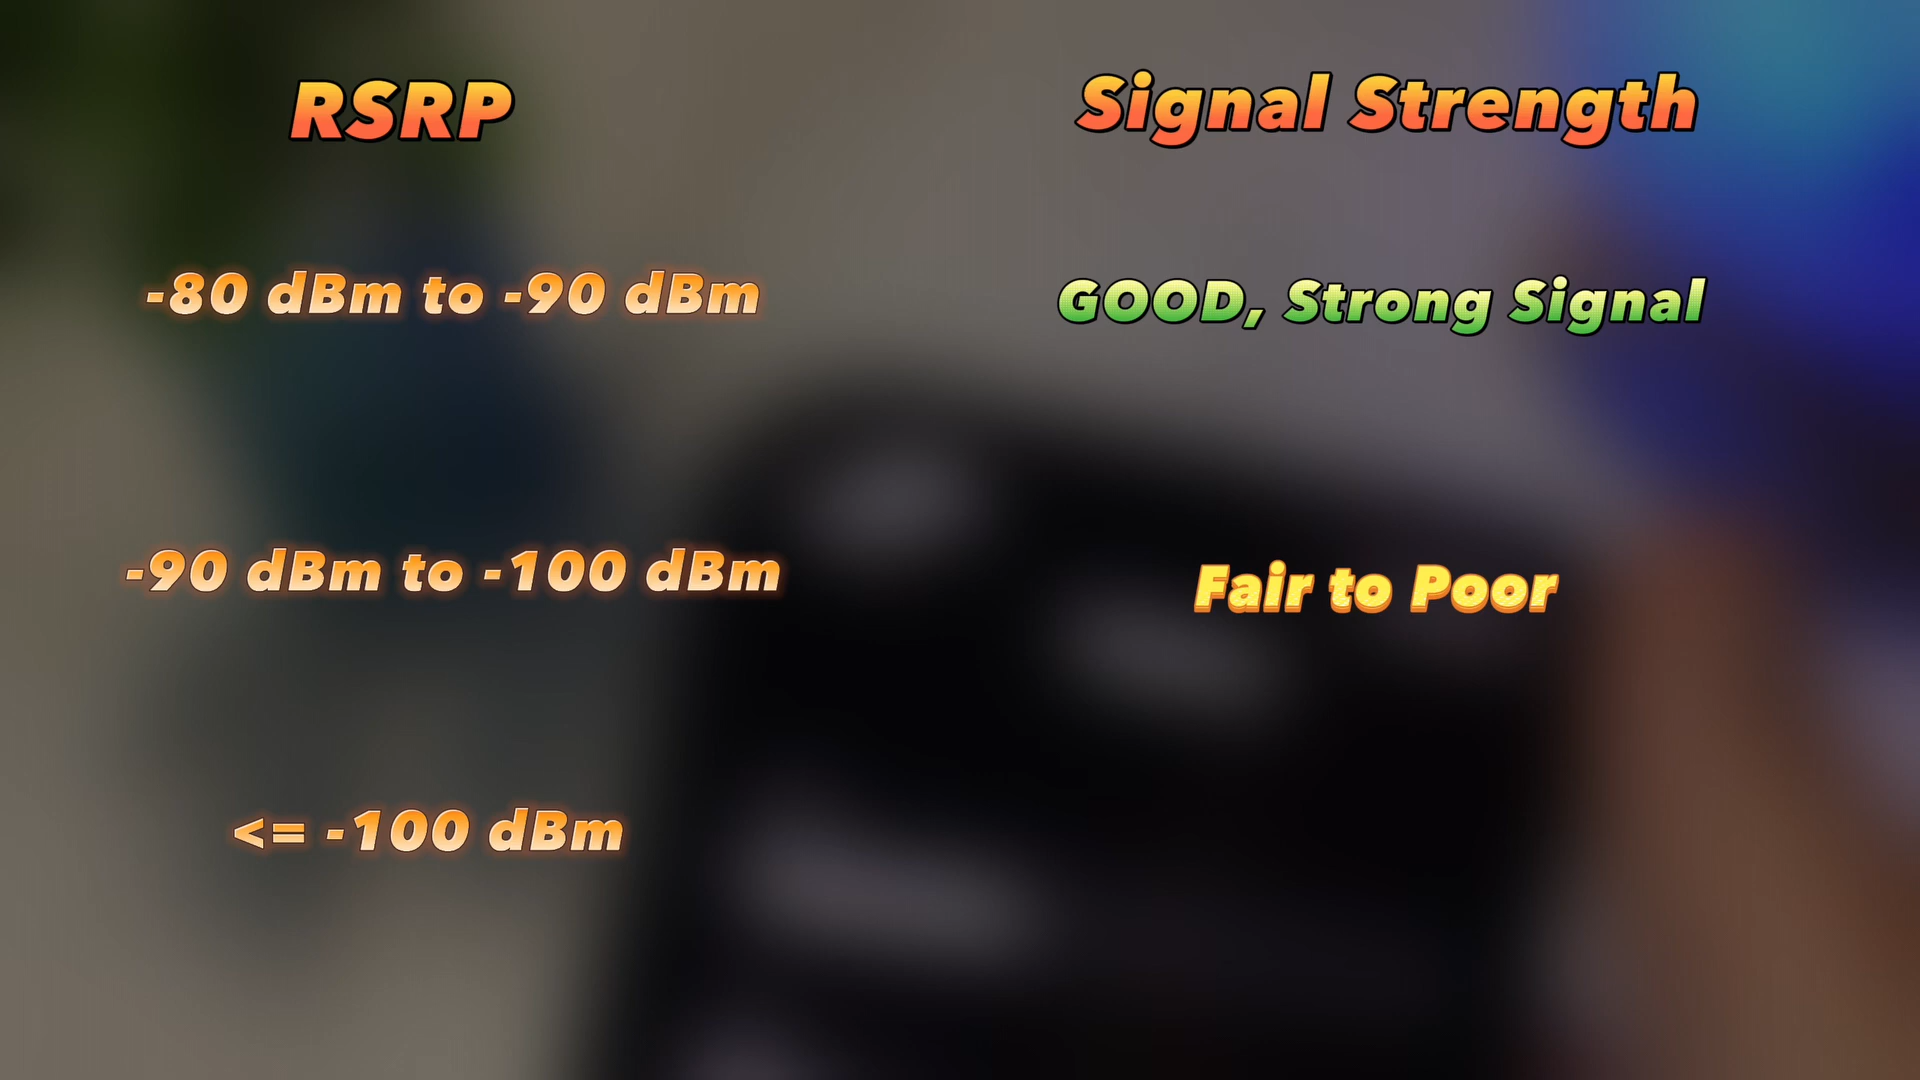 RSRP Signal Strength
-80 dBm to -90 dBm GOOD, Strong Signal
-90 dBm to -100 dBm Fair to Poor
<= -100 dBm